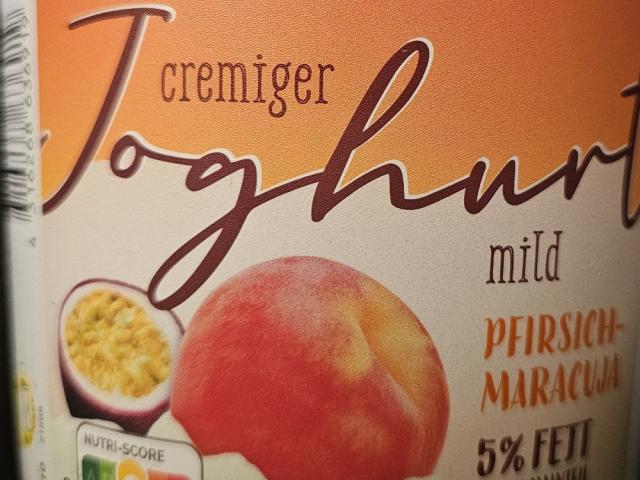 cremiger
Joghurt
mild
PFIRSICH-
MARACUJA
5% FETT
NUTRI-SCORE